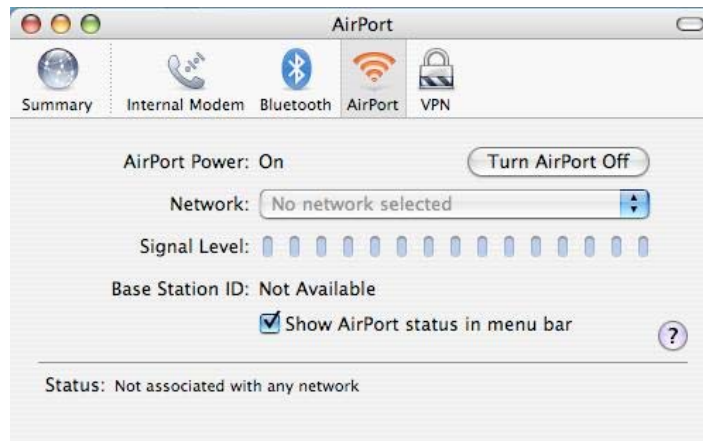 AirPort
Summary Internal Modem Bluetooth AirPort VPN
AirPort Power: On Turn AirPort Off
Network: No network selected
Signal Level:
Base Station ID: Not Available
Show AirPort status in menu bar ?
Status: Not associated with any network